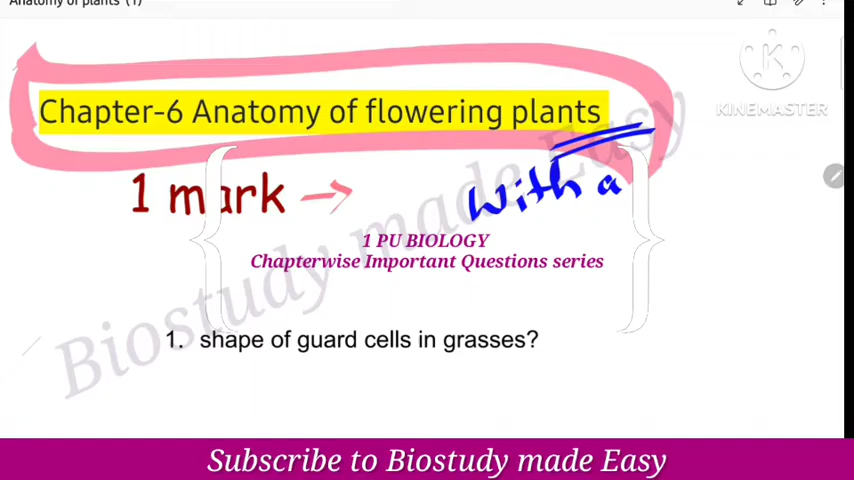 Anatomy of plants (1)
KINEMASTER
Chapter-6 Anatomy of flowering plants
1 mark → With a
1 PU BIOLOGY
Chapterwise Important Questions series
1. shape of guard cells in grasses?
Biostudy made Easy
Subscribe to Biostudy made Easy